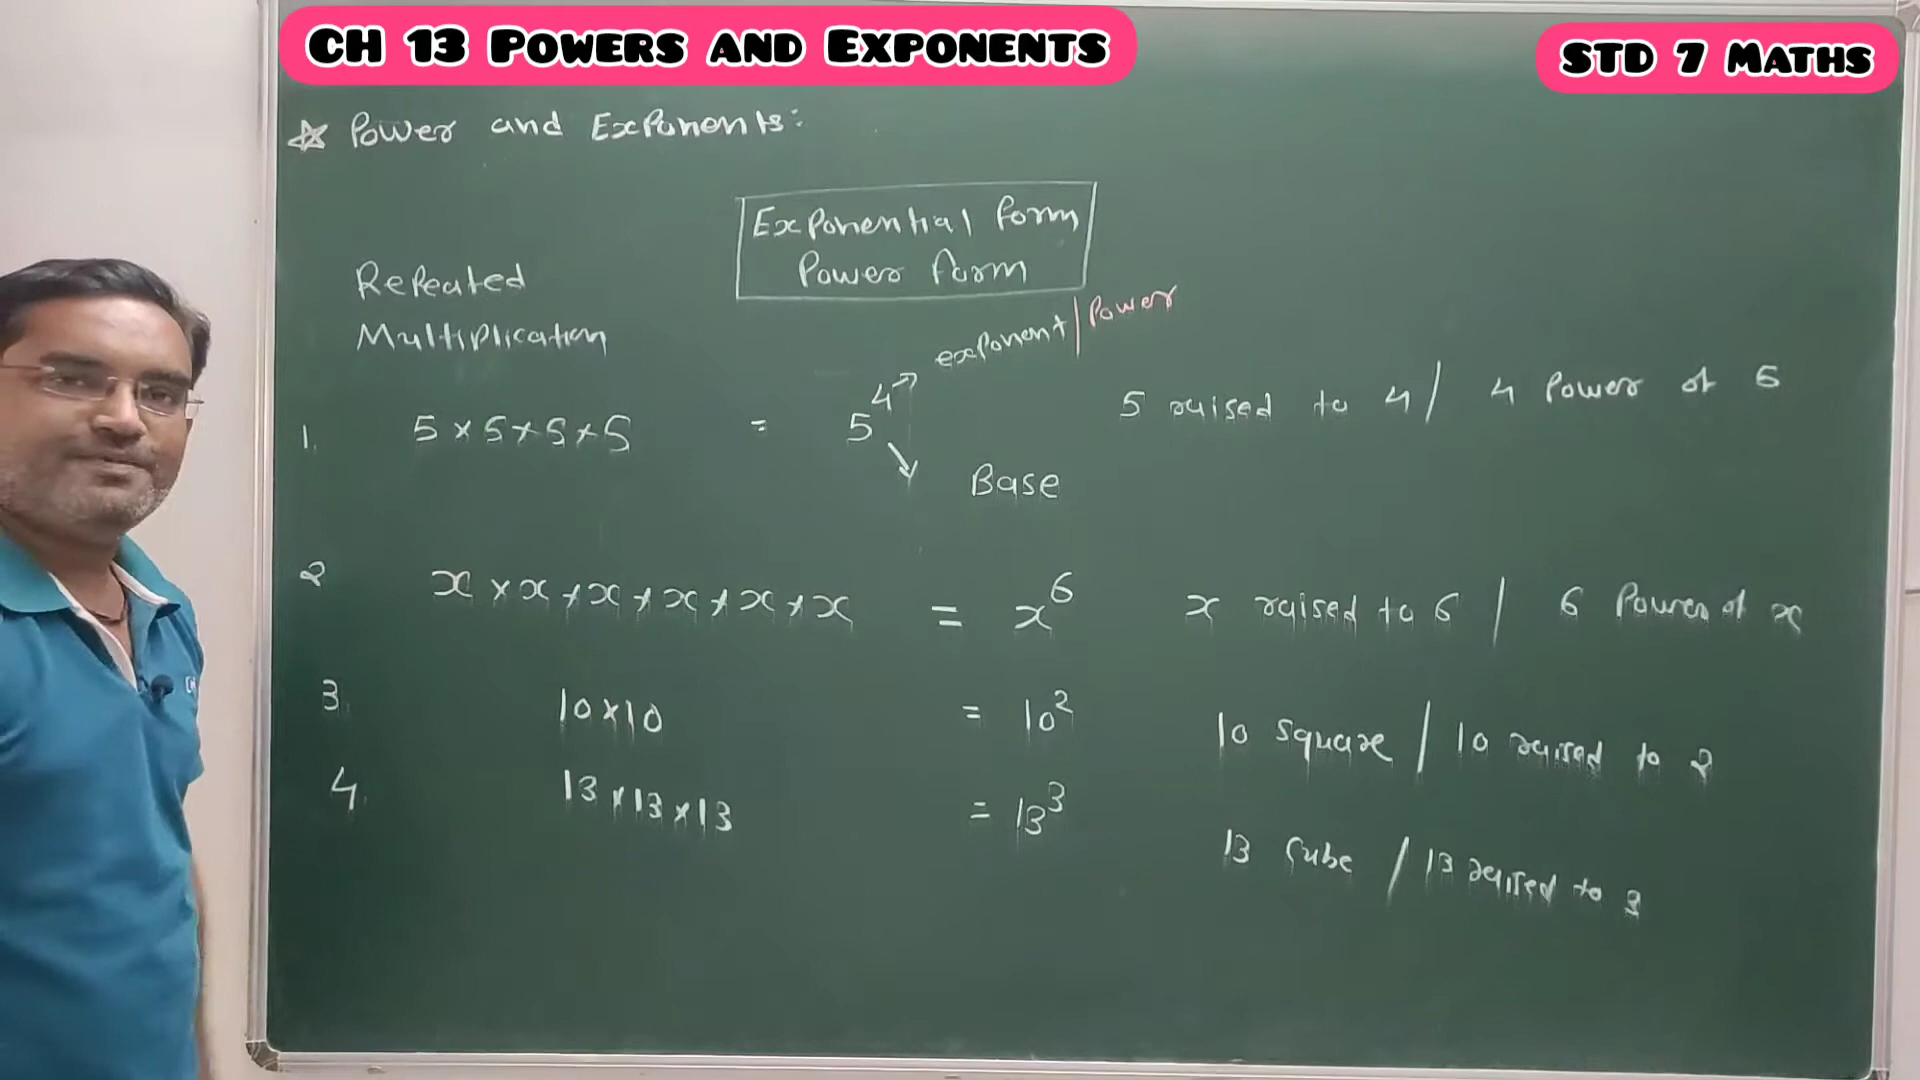 CH 13 POWERS AND EXPONENTS
STD 7 MATHS
☆ Power and Exponents:
Exponential form
Power form
Repeated
Multiplication
exponent / Power
1. 5 × 5 × 5 × 5 = 5⁴ 5 raised to 4 / 4 Power of 5
Base
2 x × x × x × x × x × x = x⁶ x raised to 6 / 6 Power of x
3. 10 × 10 = 10² 10 square / 10 raised to 2
4. 13 × 13 × 13 = 13³ 13 cube / 13 raised to 3